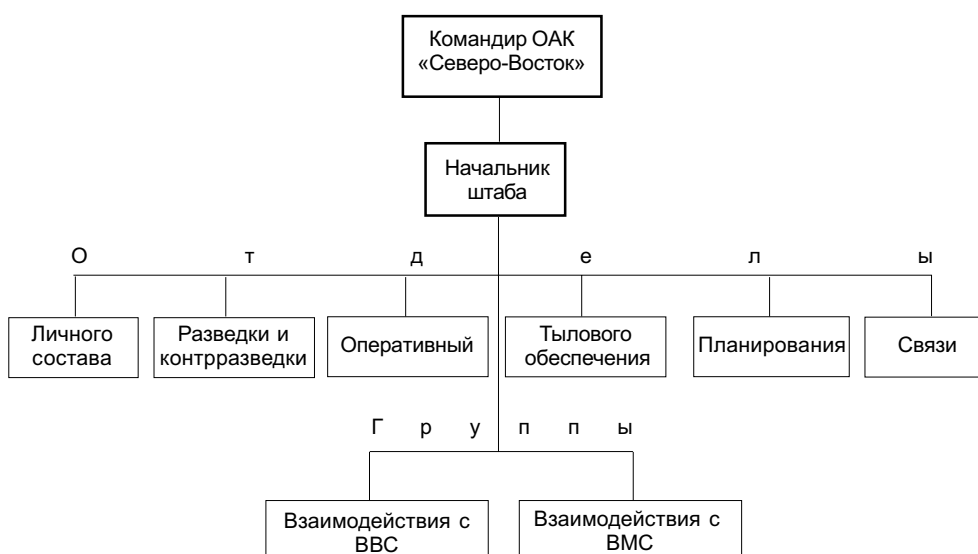 Командир ОАК
«Северо-Восток»
Начальник
штаба
О т д е л ы
Личного
состава
Разведки и
контрразведки
Оперативный
Тылового
обеспечения
Планирования
Связи
Г р у п п ы
Взаимодействия с
ВВС
Взаимодействия с
ВМС